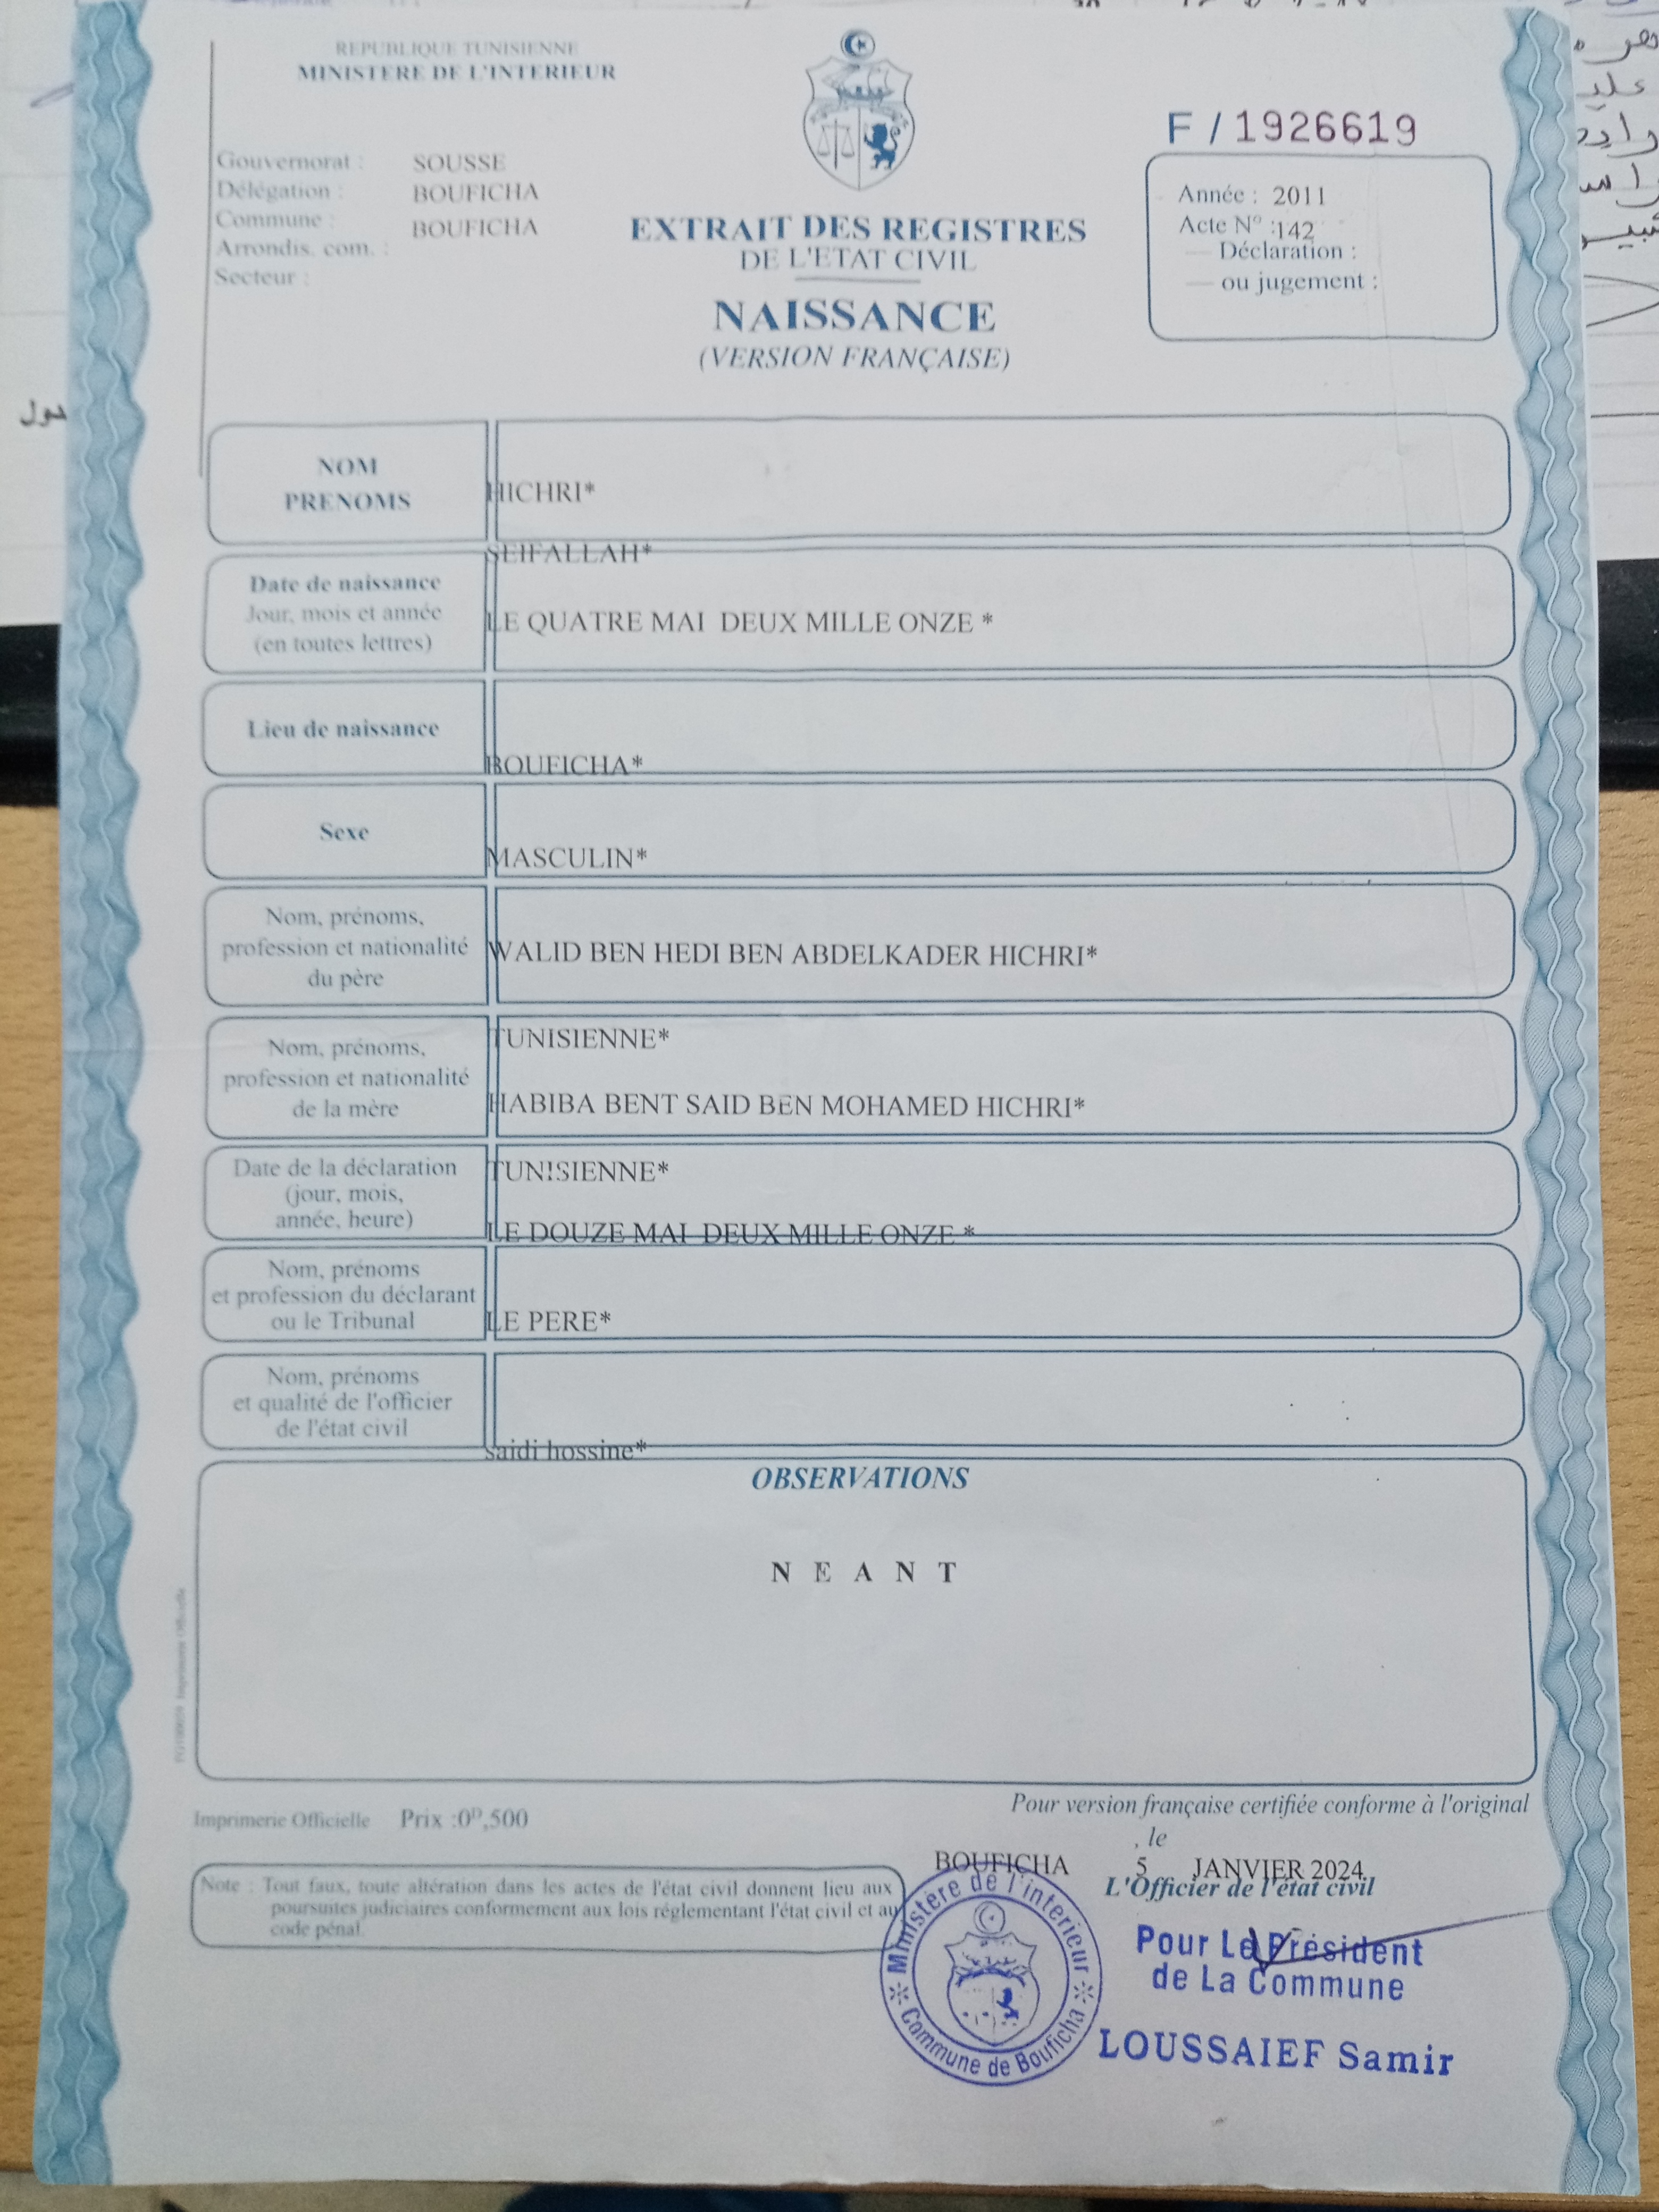 REPUBLIQUE TUNISIENNE
MINISTERE DE L'INTERIEUR
F / 1926619
Gouvernorat : SOUSSE
Délégation : BOUFICHA
Commune : BOUFICHA
Arrondis. com. :
Secteur :
EXTRAIT DES REGISTRES
DE L'ETAT CIVIL
NAISSANCE
(VERSION FRANÇAISE)
Année : 2011
Acte N° :142
Déclaration :
ou jugement :
NOM
PRENOMS
HICHRI*
SEIFALLAH*
Date de naissance
Jour, mois et année
(en toutes lettres)
LE QUATRE MAI DEUX MILLE ONZE *
Lieu de naissance
BOUFICHA*
Sexe
MASCULIN*
Nom, prénoms,
profession et nationalité
du père
WALID BEN HEDI BEN ABDELKADER HICHRI*
TUNISIENNE*
Nom, prénoms,
profession et nationalité
de la mère
HABIBA BENT SAID BEN MOHAMED HICHRI*
TUNISIENNE*
Date de la déclaration
(jour, mois,
année, heure)
LE DOUZE MAI DEUX MILLE ONZE *
Nom, prénoms
et profession du déclarant
ou le Tribunal
LE PERE*
Nom, prénoms
et qualité de l'officier
de l'état civil
saidi hossine*
OBSERVATIONS
N E A N T
Imprimerie Officielle Prix :0ᴰ,500
Pour version française certifiée conforme à l'original
, le
BOUFICHA 5 JANVIER 2024
L'Officier de l'état civil
Note : Tout faux, toute altération dans les actes de l'état civil donnent lieu aux
poursuites judiciaires conformement aux lois réglementant l'état civil et au
code pénal.
Ministère de l'intérieur
Commune de Bouficha
Pour Le Président
de La Commune
LOUSSAIEF Samir